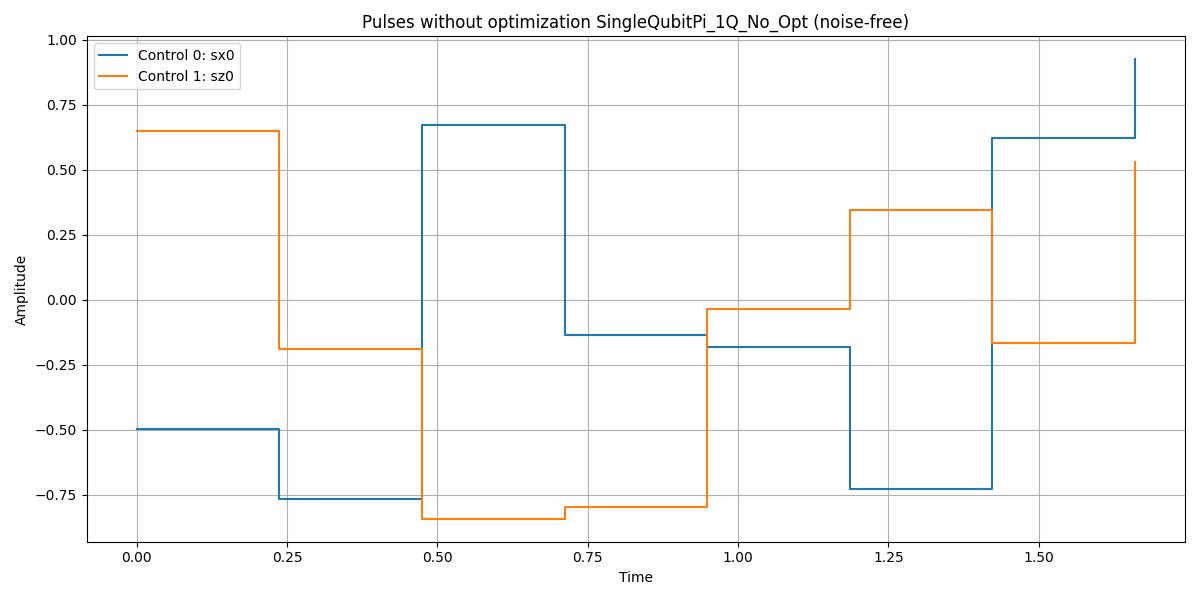 Pulses without optimization SingleQubitPi_1Q_No_Opt (noise-free)
Control 0: sx0
Control 1: sz0
Amplitude
1.00
0.75
0.50
0.25
0.00
−0.25
−0.50
−0.75
0.00 0.25 0.50 0.75 1.00 1.25 1.50
Time